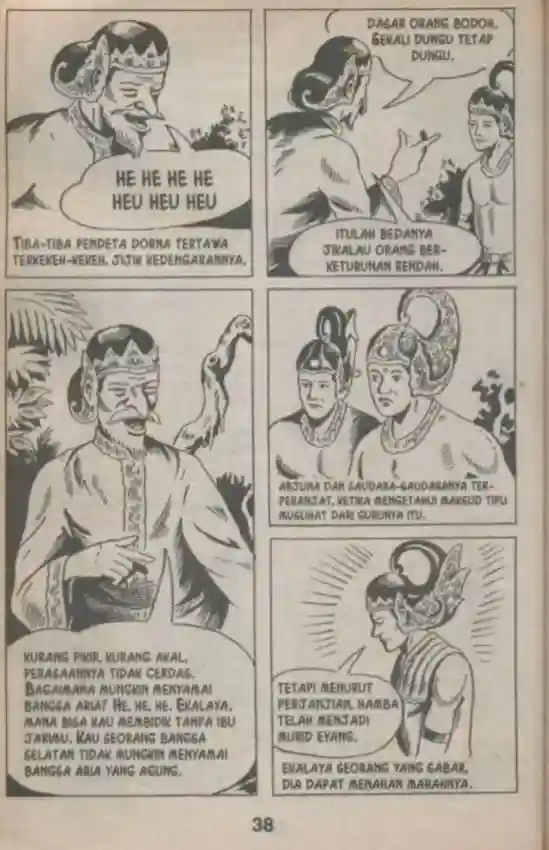 HE HE HE HE
HEU HEU HEU
TIBA-TIBA PENDETA DORNA TERTAWA
TERKEKEH-KEKEH. JIJIK KEDENGARANNYA.
DASAR ORANG BODOH.
SEKALI DUNGU TETAP
DUNGU.
ITULAH BEDANYA
JIKALAU ORANG BER-
KETURUNAN RENDAH.
KURANG PIKIR, KURANG AKAL,
PERASAANNYA TIDAK CERDAS.
BAGAIMANA MUNGKIN MENYAMAI
BANGSA ARIA? HE, HE, HE. EKALAYA,
MANA BISA KAU MEMBIDIK TANPA IBU
JARIMU. KAU SEORANG BANGSA
SELATAN TIDAK MUNGKIN MENYAMAI
BANGSA ARIA YANG AGUNG.
ARJUNA DAN SAUDARA-SAUDARANYA TER-
PERANJAT, KETIKA MENGETAHUI MAKSUD TIPU
MUSLIHAT DARI GURUNYA ITU.
TETAPI MENURUT
PERJANJIAN, HAMBA
TELAH MENJADI
MURID EYANG.
EKALAYA SEORANG YANG SABAR,
DIA DAPAT MENAHAN MARAHNYA.
38